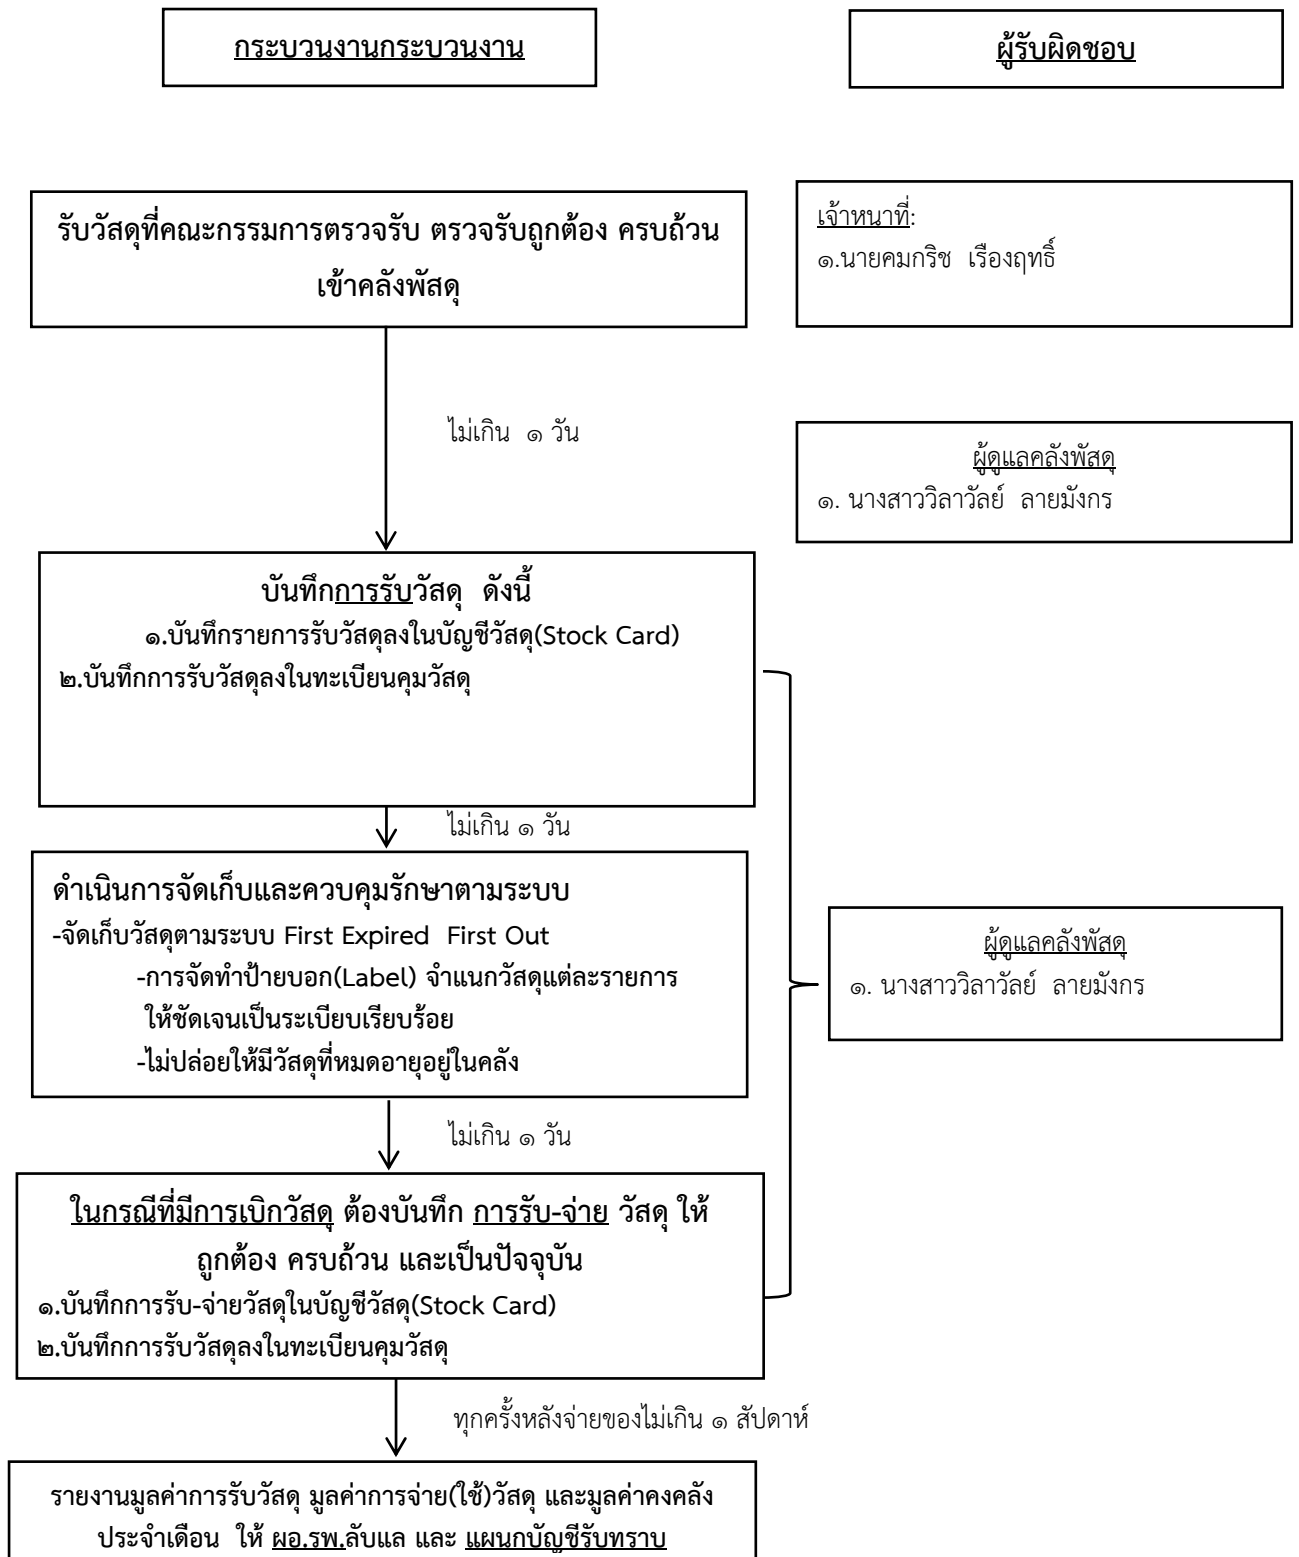 กระบวนงานกระบวนงาน
ผู้รับผิดชอบ
รับวัสดุที่คณะกรรมการตรวจรับ ตรวจรับถูกต้อง ครบถ้วน
เข้าคลังพัสดุ
เจ้าหน้าที่:
๑.นายคมกริช เรืองฤทธิ์
ไม่เกิน ๑ วัน
ผู้ดูแลคลังพัสดุ
๑. นางสาววิลาวัลย์ ลายมังกร
บันทึกการรับวัสดุ ดังนี้
๑.บันทึกรายการรับวัสดุลงในบัญชีวัสดุ(Stock Card)
๒.บันทึกการรับวัสดุลงในทะเบียนคุมวัสดุ
ไม่เกิน ๑ วัน
ดำเนินการจัดเก็บและควบคุมรักษาตามระบบ
-จัดเก็บวัสดุตามระบบ First Expired First Out
-การจัดทำป้ายบอก(Label) จำแนกวัสดุแต่ละรายการ
ให้ชัดเจนเป็นระเบียบเรียบร้อย
-ไม่ปล่อยให้มีวัสดุที่หมดอายุอยู่ในคลัง
ผู้ดูแลคลังพัสดุ
๑. นางสาววิลาวัลย์ ลายมังกร
ไม่เกิน ๑ วัน
ในกรณีที่มีการเบิกวัสดุ ต้องบันทึก การรับ-จ่าย วัสดุ ให้
ถูกต้อง ครบถ้วน และเป็นปัจจุบัน
๑.บันทึกการรับ-จ่ายวัสดุในบัญชีวัสดุ(Stock Card)
๒.บันทึกการรับวัสดุลงในทะเบียนคุมวัสดุ
ทุกครั้งหลังจ่ายของไม่เกิน ๑ สัปดาห์
รายงานมูลค่าการรับวัสดุ มูลค่าการจ่าย(ใช้)วัสดุ และมูลค่าคงคลัง
ประจำเดือน ให้ ผอ.รพ.ลับแล และ แผนกบัญชีรับทราบ